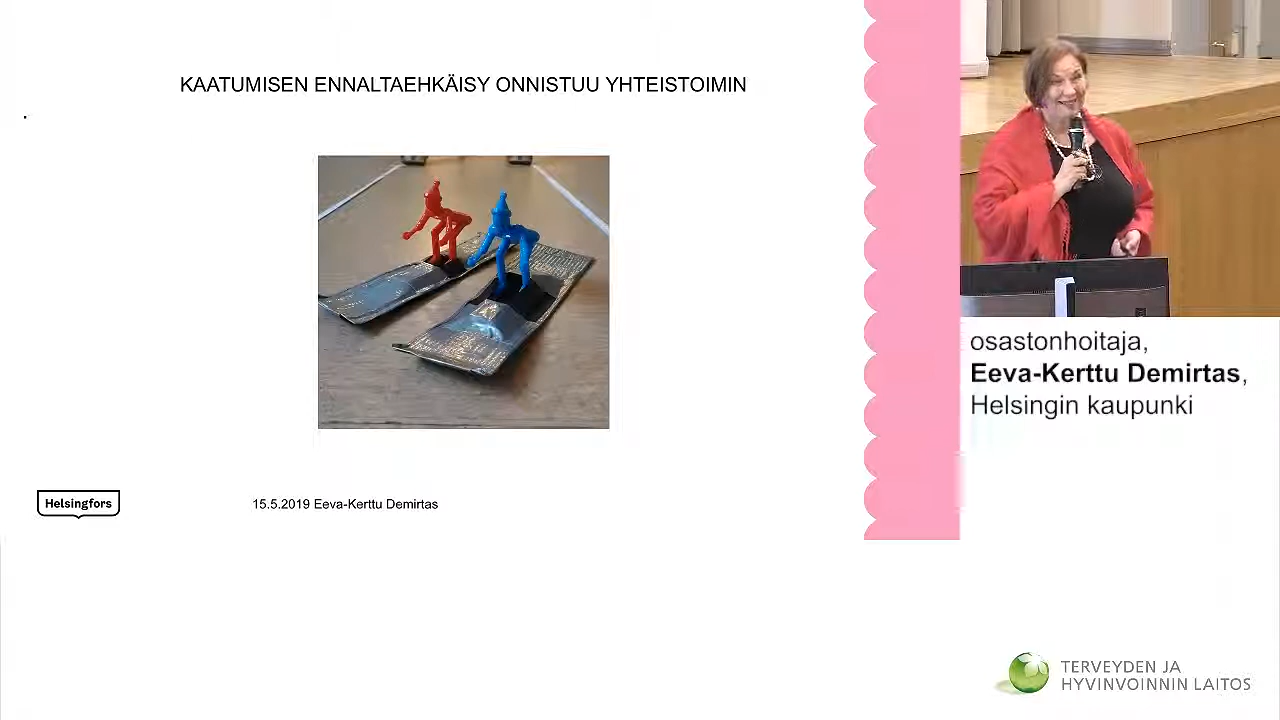 KAATUMISEN ENNALTAEHKÄISY ONNISTUU YHTEISTOIMIN
.
Helsingfors
15.5.2019 Eeva-Kerttu Demirtas
osastonhoitaja,
Eeva-Kerttu Demirtas,
Helsingin kaupunki
TERVEYDEN JA
HYVINVOINNIN LAITOS